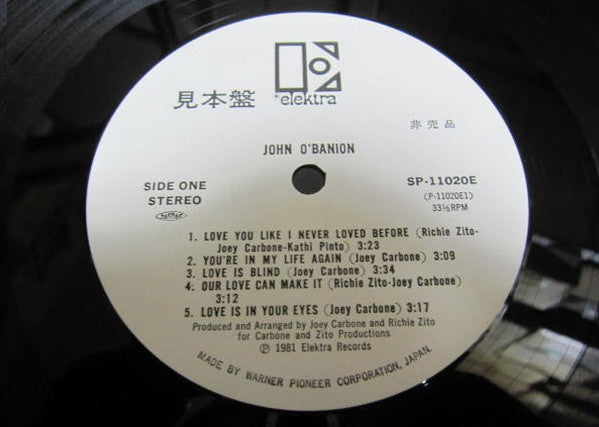 見本盤 elektra
非売品
JOHN O'BANION
SIDE ONE
STEREO
SP-11020E
(P-11020E1)
33⅓RPM
1. LOVE YOU LIKE I NEVER LOVED BEFORE (Richie Zito-
Joey Carbone-Kathi Pinto) 3:23
2. YOU'RE IN MY LIFE AGAIN (Joey Carbone) 3:09
3. LOVE IS BLIND (Joey Carbone) 3:34
4. OUR LOVE CAN MAKE IT (Richie Zito-Joey Carbone)
3:12
5. LOVE IS IN YOUR EYES (Joey Carbone) 3:17
Produced and Arranged by Joey Carbone and Richie Zito
for Carbone and Zito Productions
℗ 1981 Elektra Records
MADE BY WARNER PIONEER CORPORATION, JAPAN.